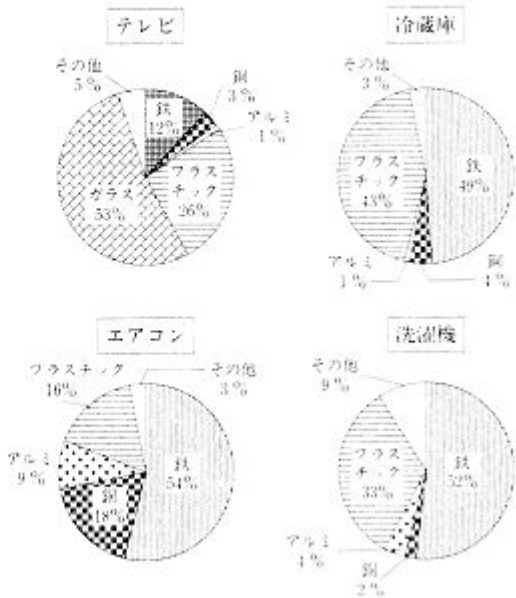 テレビ
その他
5%
銅
3%
アルミ
1%
鉄
12%
プラス
チック
26%
ガラス
53%
冷蔵庫
その他
3%
鉄
49%
プラス
チック
43%
アルミ
1%
銅
4%
エアコン
プラスチック
16%
その他
3%
アルミ
9%
鉄
54%
銅
18%
洗濯機
その他
9%
鉄
52%
プラス
チック
33%
アルミ
4%
銅
2%